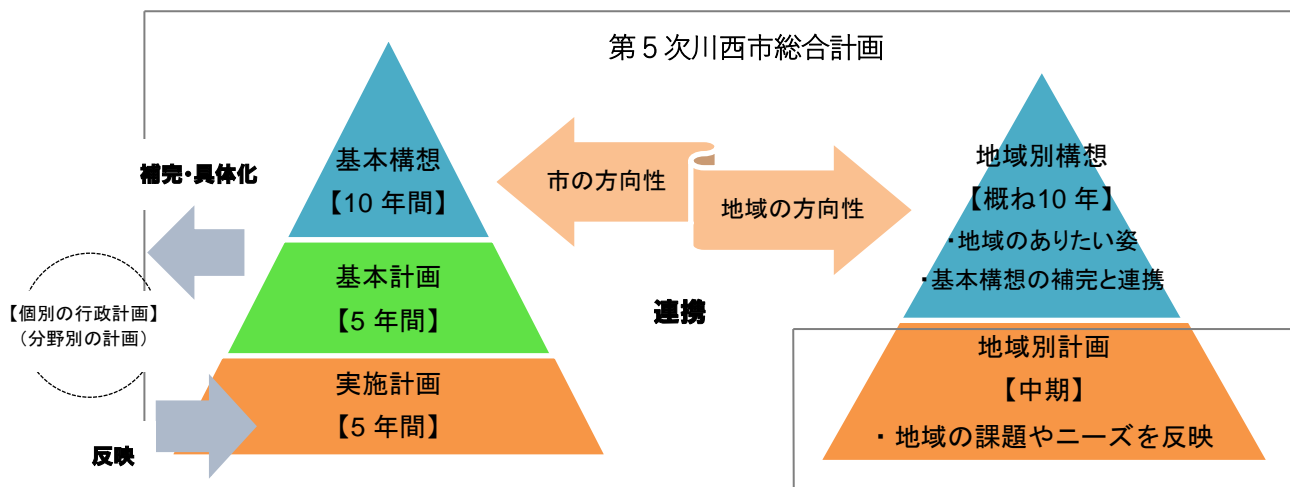 第5次川西市総合計画
補完・具体化
基本構想
【10 年間】
基本計画
【5 年間】
実施計画
【5 年間】
【個別の行政計画】
（分野別の計画）
反映
市の方向性
地域の方向性
連携
地域別構想
【概ね10 年】
・地域のありたい姿
・基本構想の補完と連携
地域別計画
【中期】
・地域の課題やニーズを反映